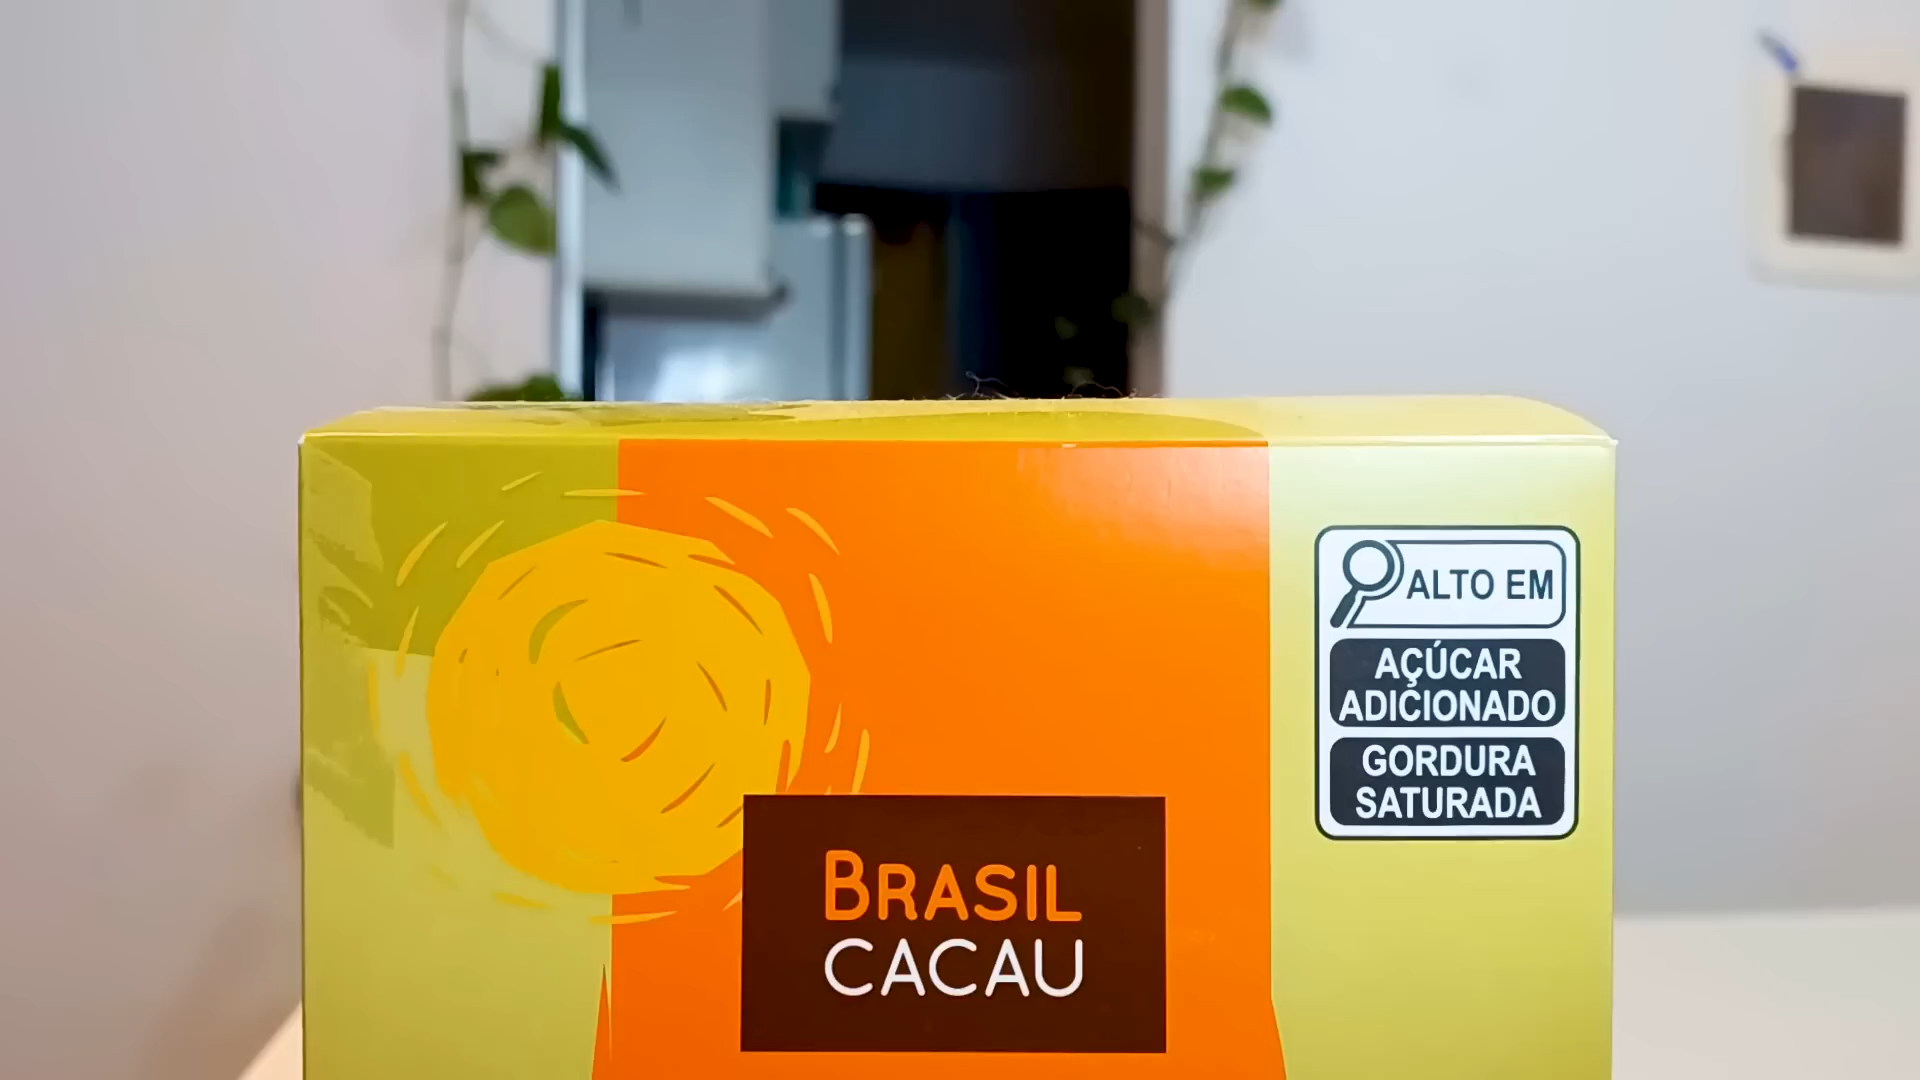 ALTO EM
AÇÚCAR
ADICIONADO
GORDURA
SATURADA
BRASIL
CACAU